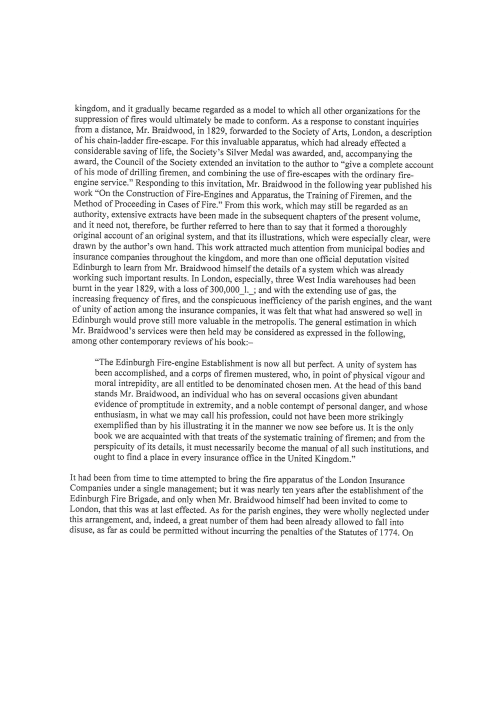 kingdom, and it gradually became regarded as a model to which all other organizations for the
suppression of fires would ultimately be made to conform. As a response to constant inquiries
from a distance, Mr. Braidwood, in 1829, forwarded to the Society of Arts, London, a description
of his chain-ladder fire-escape. For this invaluable apparatus, which had already effected a
considerable saving of life, the Society's Silver Medal was awarded, and, accompanying the
award, the Council of the Society extended an invitation to the author to “give a complete account
of his mode of drilling firemen, and combining the use of fire-escapes with the ordinary fire-
engine service.” Responding to this invitation, Mr. Braidwood in the following year published his
work “On the Construction of Fire-Engines and Apparatus, the Training of Firemen, and the
Method of Proceeding in Cases of Fire.” From this work, which may still be regarded as an
authority, extensive extracts have been made in the subsequent chapters of the present volume,
and it need not, therefore, be further referred to here than to say that it formed a thoroughly
original account of an original system, and that its illustrations, which were especially clear, were
drawn by the author's own hand. This work attracted much attention from municipal bodies and
insurance companies throughout the kingdom, and more than one official deputation visited
Edinburgh to learn from Mr. Braidwood himself the details of a system which was already
working such important results. In London, especially, three West India warehouses had been
burnt in the year 1829, with a loss of 300,000_l._; and with the extending use of gas, the
increasing frequency of fires, and the conspicuous inefficiency of the parish engines, and the want
of unity of action among the insurance companies, it was felt that what had answered so well in
Edinburgh would prove still more valuable in the metropolis. The general estimation in which
Mr. Braidwood's services were then held may be considered as expressed in the following,
among other contemporary reviews of his book:–
“The Edinburgh Fire-engine Establishment is now all but perfect. A unity of system has
been accomplished, and a corps of firemen mustered, who, in point of physical vigour and
moral intrepidity, are all entitled to be denominated chosen men. At the head of this band
stands Mr. Braidwood, an individual who has on several occasions given abundant
evidence of promptitude in extremity, and a noble contempt of personal danger, and whose
enthusiasm, in what we may call his profession, could not have been more strikingly
exemplified than by his illustrating it in the manner we now see before us. It is the only
book we are acquainted with that treats of the systematic training of firemen; and from the
perspicuity of its details, it must necessarily become the manual of all such institutions, and
ought to find a place in every insurance office in the United Kingdom.”
It had been from time to time attempted to bring the fire apparatus of the London Insurance
Companies under a single management; but it was nearly ten years after the establishment of the
Edinburgh Fire Brigade, and only when Mr. Braidwood himself had been invited to come to
London, that this was at last effected. As for the parish engines, they were wholly neglected under
this arrangement, and, indeed, a great number of them had been already allowed to fall into
disuse, as far as could be permitted without incurring the penalties of the Statutes of 1774. On